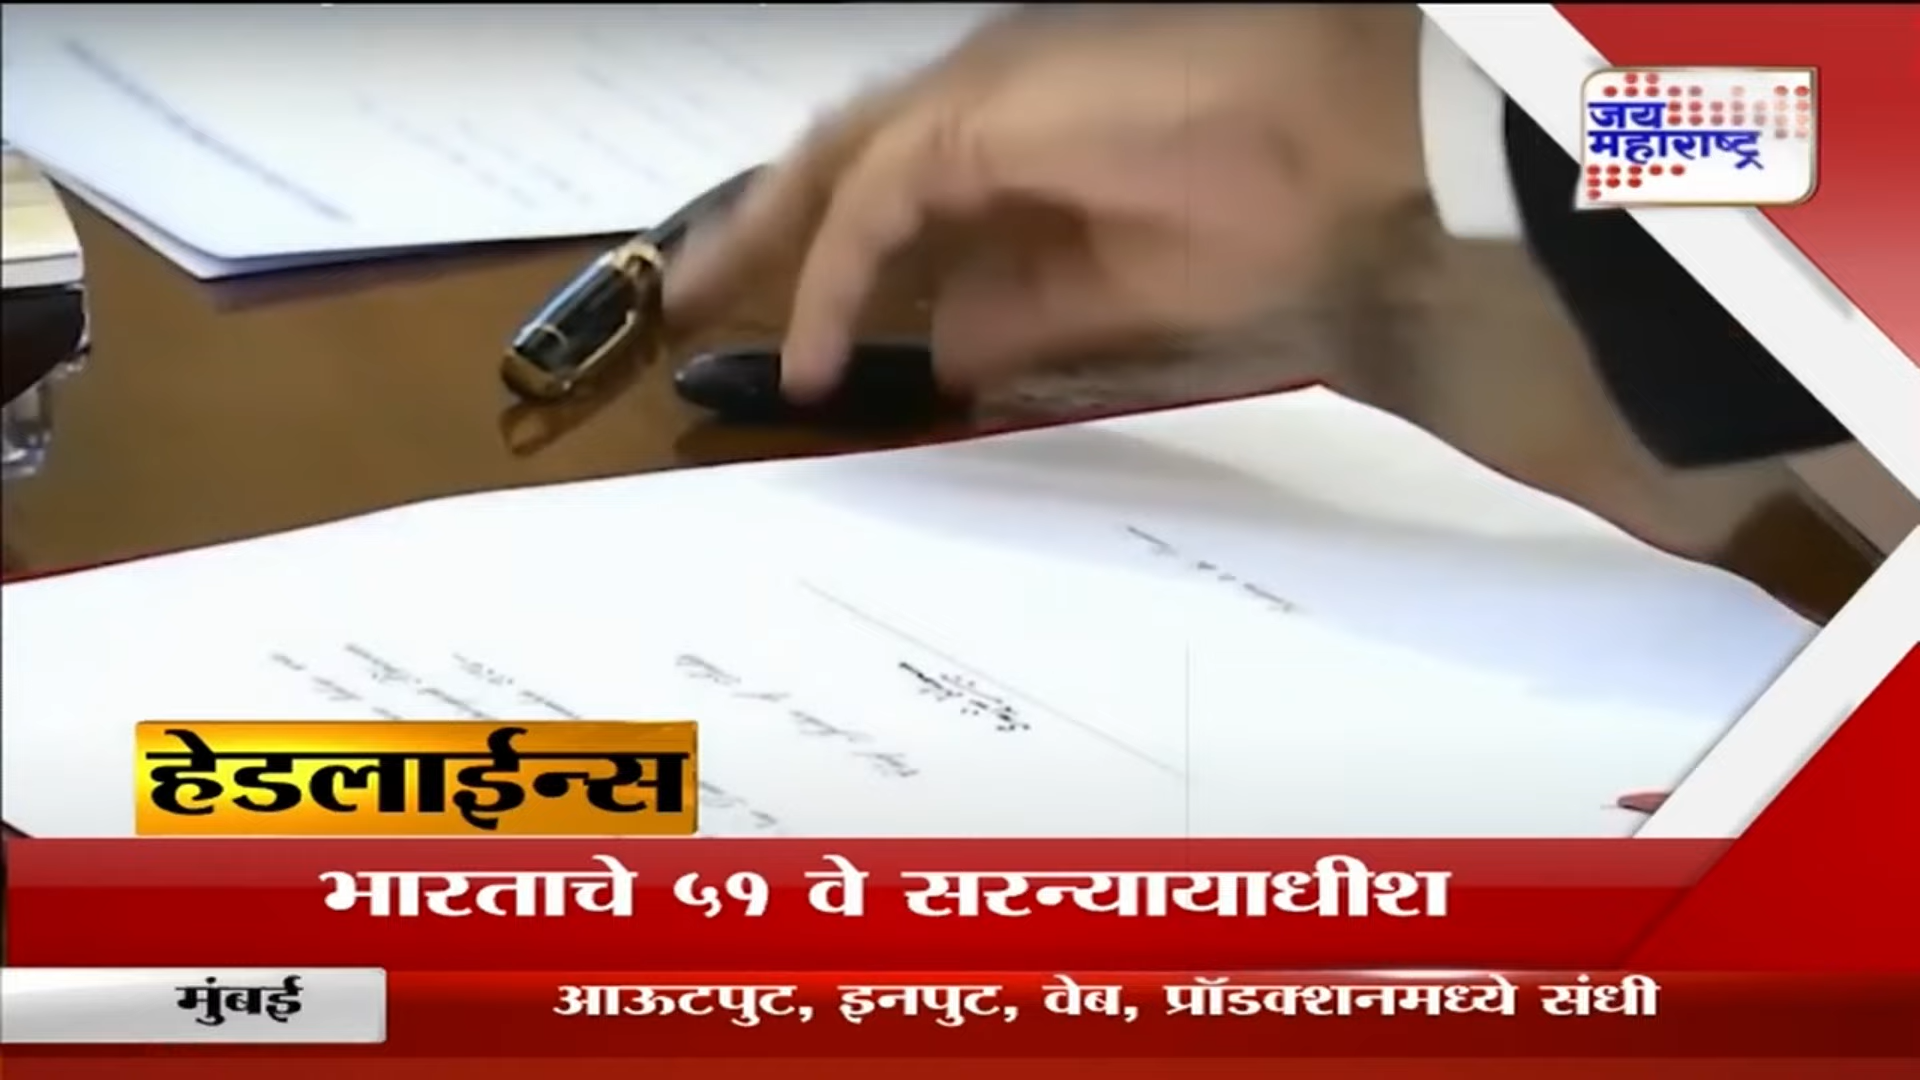 जय
महाराष्ट्र
हेडलाईन्स
भारताचे ५१ वे सरन्यायाधीश
मुंबई
आऊटपुट, इनपुट, वेब, प्रॉडक्शनमध्ये संधी